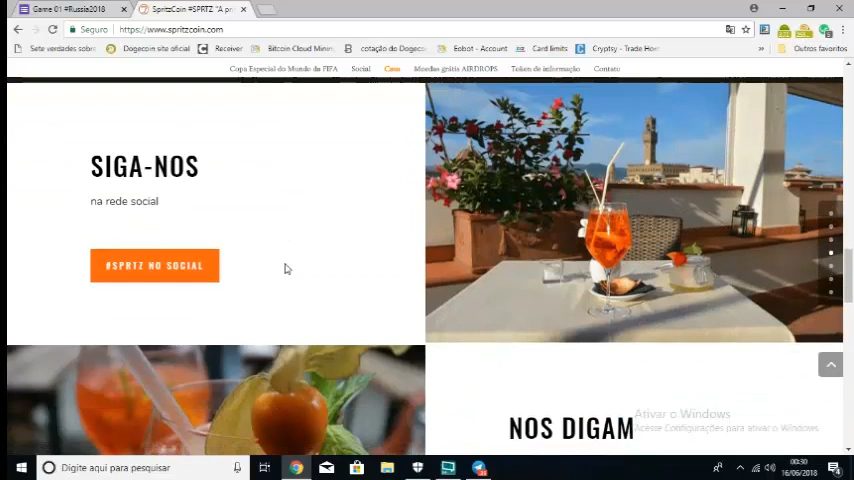 Game 01 #Russia2018
SpritzCoin #SPRTZ "A pr
Seguro
https://www.spritzcoin.com
Sete verdades sobre
Dogecoin site oficial
Receiver
Bitcoin Cloud Minin
cotação do Dogeco
Eobot - Account
Card limits
Cryptsy - Trade Hom
Outros favoritos
Copa Especial do Mundo da FIFA
Social
Casa
Moedas grátis AIRDROPS
Token de informação
Contato
SIGA-NOS
na rede social
#SPRTZ NO SOCIAL
NOS DIGAM
Ativar o Windows
Acesse Configurações para ativar o Windows.
Digite aqui para pesquisar
00:30
16/06/2018